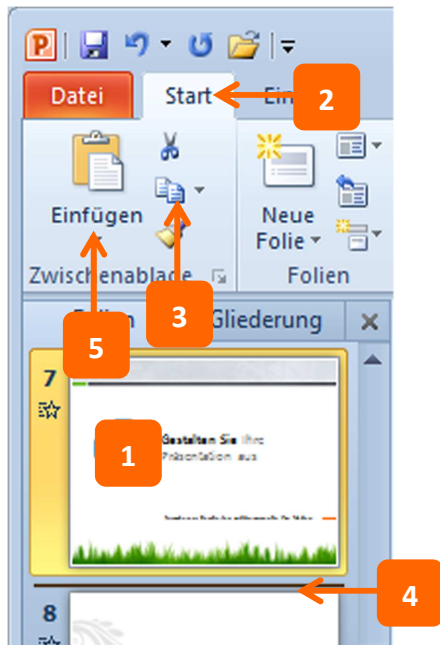 P
Datei Start Ein 2
Einfügen
Neue
Folie
Zwischenablage Folien
3
5
Gliederung
7
1
Gestalten Sie Ihre
Präsentation aus
4
8